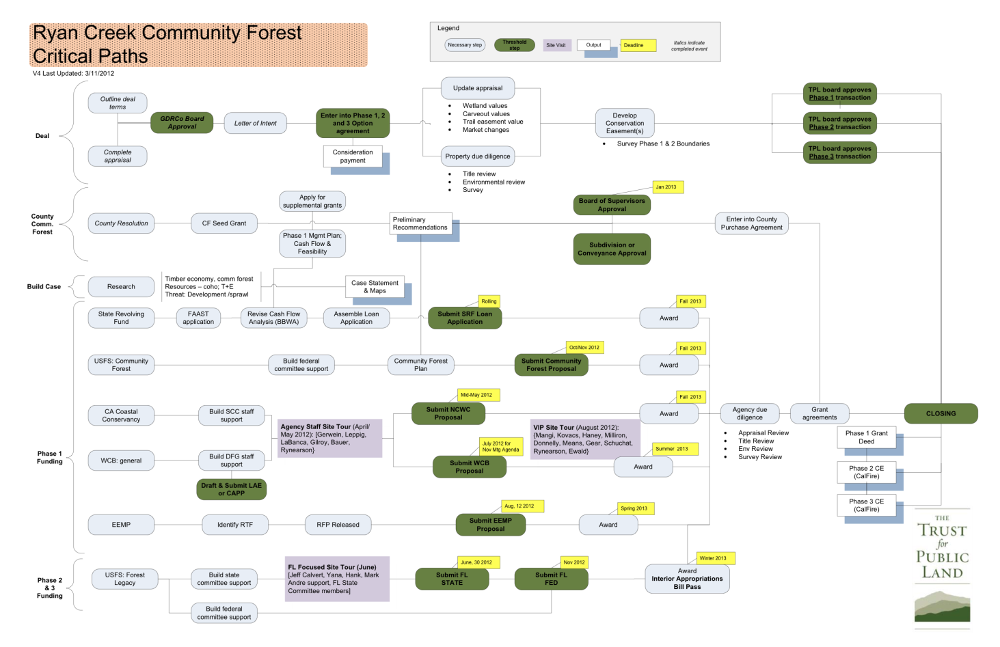 Ryan Creek Community Forest
Critical Paths
V4 Last Updated: 3/11/2012
Legend
Necessary step
Threshold
step
Site Visit
Output
Deadline
Italics indicate
completed event
Deal
Outline deal
terms
Complete
appraisal
GDRCo Board
Approval
Letter of Intent
Enter into Phase 1, 2
and 3 Option
agreement
Consideration
payment
Update appraisal
• Wetland values
• Carveout values
• Trail easement value
• Market changes
Property due diligence
• Title review
• Environmental review
• Survey
Develop
Conservation
Easement(s)
• Survey Phase 1 & 2 Boundaries
TPL board approves
Phase 1 transaction
TPL board approves
Phase 2 transaction
TPL board approves
Phase 3 transaction
County
Comm.
Forest
County Resolution
CF Seed Grant
Apply for
supplemental grants
Phase 1 Mgmt Plan;
Cash Flow &
Feasibility
Preliminary
Recommendations
Jan 2013
Board of Supervisors
Approval
Subdivision or
Conveyance Approval
Enter into County
Purchase Agreement
Build Case
Research
Timber economy, comm forest
Resources – coho; T+E
Threat: Development /sprawl
Case Statement
& Maps
Phase 1
Funding
State Revolving
Fund
FAAST
application
Revise Cash Flow
Analysis (BBWA)
Assemble Loan
Application
Rolling
Submit SRF Loan
Application
Fall 2013
Award
USFS: Community
Forest
Build federal
committee support
Community Forest
Plan
Oct/Nov 2012
Submit Community
Forest Proposal
Fall 2013
Award
CA Coastal
Conservancy
Build SCC staff
support
WCB: general
Build DFG staff
support
Draft & Submit LAE
or CAPP
Agency Staff Site Tour (April/
May 2012): [Gerwein, Leppig,
LaBanca, Gilroy, Bauer,
Rynearson}
Mid-May 2012
Submit NCWC
Proposal
July 2012 for
Nov Mtg Agenda
Submit WCB
Proposal
VIP Site Tour (August 2012):
{Mangi, Kovacs, Haney, Milliron,
Donnelly, Means, Gear, Schuchat,
Rynearson, Ewald}
Fall 2013
Award
Summer 2013
Award
Agency due
diligence
• Appraisal Review
• Title Review
• Env Review
• Survey Review
Grant
agreements
CLOSING
Phase 1 Grant
Deed
Phase 2 CE
(CalFire)
Phase 3 CE
(CalFire)
EEMP
Identify RTF
RFP Released
Aug, 12 2012
Submit EEMP
Proposal
Spring 2013
Award
Phase 2
& 3
Funding
USFS: Forest
Legacy
Build state
committee support
Build federal
committee support
FL Focused Site Tour (June)
[Jeff Calvert, Yana, Hank, Mark
Andre support, FL State
Committee members]
June, 30 2012
Submit FL
STATE
Nov 2012
Submit FL
FED
Winter 2013
Award
Interior Appropriations
Bill Pass
THE
TRUST
for
PUBLIC
LAND